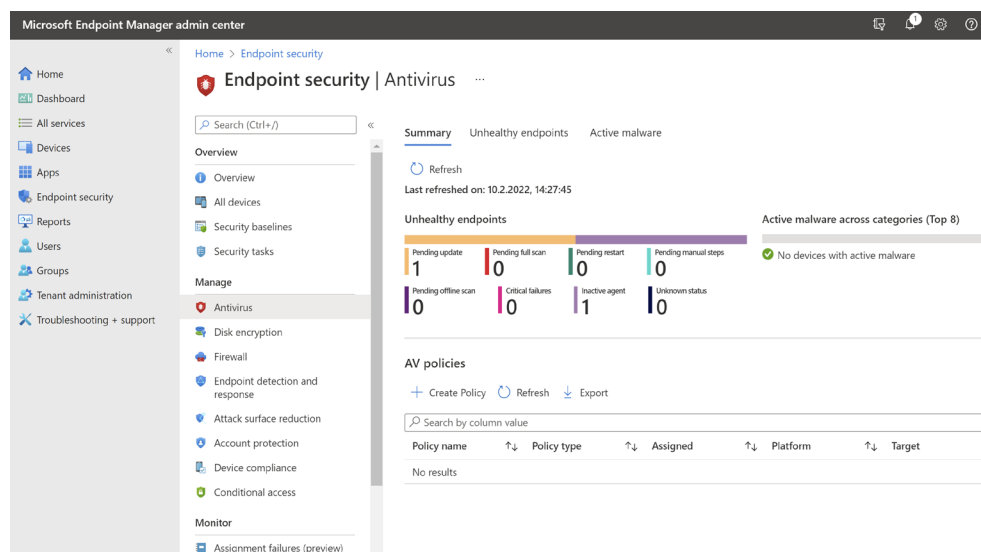 Microsoft Endpoint Manager admin center
1
«
Home
Dashboard
All services
Devices
Apps
Endpoint security
Reports
Users
Groups
Tenant administration
Troubleshooting + support
Home > Endpoint security
Endpoint security | Antivirus ...
Search (Ctrl+/)
«
Overview
Overview
All devices
Security baselines
Security tasks
Manage
Antivirus
Disk encryption
Firewall
Endpoint detection and
response
Attack surface reduction
Account protection
Device compliance
Conditional access
Monitor
Assignment failures (preview)
Summary Unhealthy endpoints Active malware
Refresh
Last refreshed on: 10.2.2022, 14:27:45
Unhealthy endpoints
Pending update
1
Pending full scan
0
Pending restart
0
Pending manual steps
0
Pending offline scan
0
Critical failures
0
Inactive agent
1
Unknown status
0
Active malware across categories (Top 8)
No devices with active malware
AV policies
Create Policy Refresh Export
Search by column value
Policy name ↑↓ Policy type ↑↓ Assigned ↑↓ Platform ↑↓ Target
No results